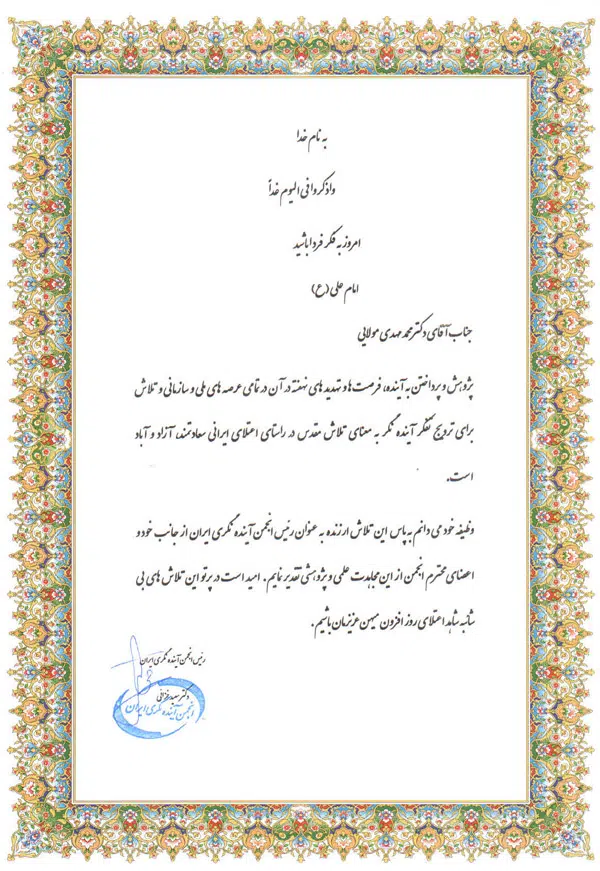 به نام خدا
واذکروا فی الیوم غداً
امروز به فکر فردا باشید
امام علی (ع)
جناب آقای دکتر محمد مهدی مولایی
پژوهش و پرداختن به آینده، فرصت ها و تهدید های نهفته در آن در تمامی عرصه های ملی و سازمانی و تلاش
برای ترویج تفکر آینده نگر به معنای تلاش مقدس در راستای اعتلای ایرانی سعادتمند، آزاد و آباد
است.
وظیفه خود می دانم به پاس این تلاش ارزنده به عنوان رئیس انجمن آینده نگری ایران از جانب خود و
اعضای محترم انجمن از این مجاهدت علمی و پژوهشی تقدیر نمایم. امید است در پرتو این تلاش های بی
شائبه شاهد اعتلای روز افزون میهن عزیزمان باشیم.
رئیس انجمن آینده نگری ایران
دکتر سعید خزائی
انجمن آینده نگری ایران